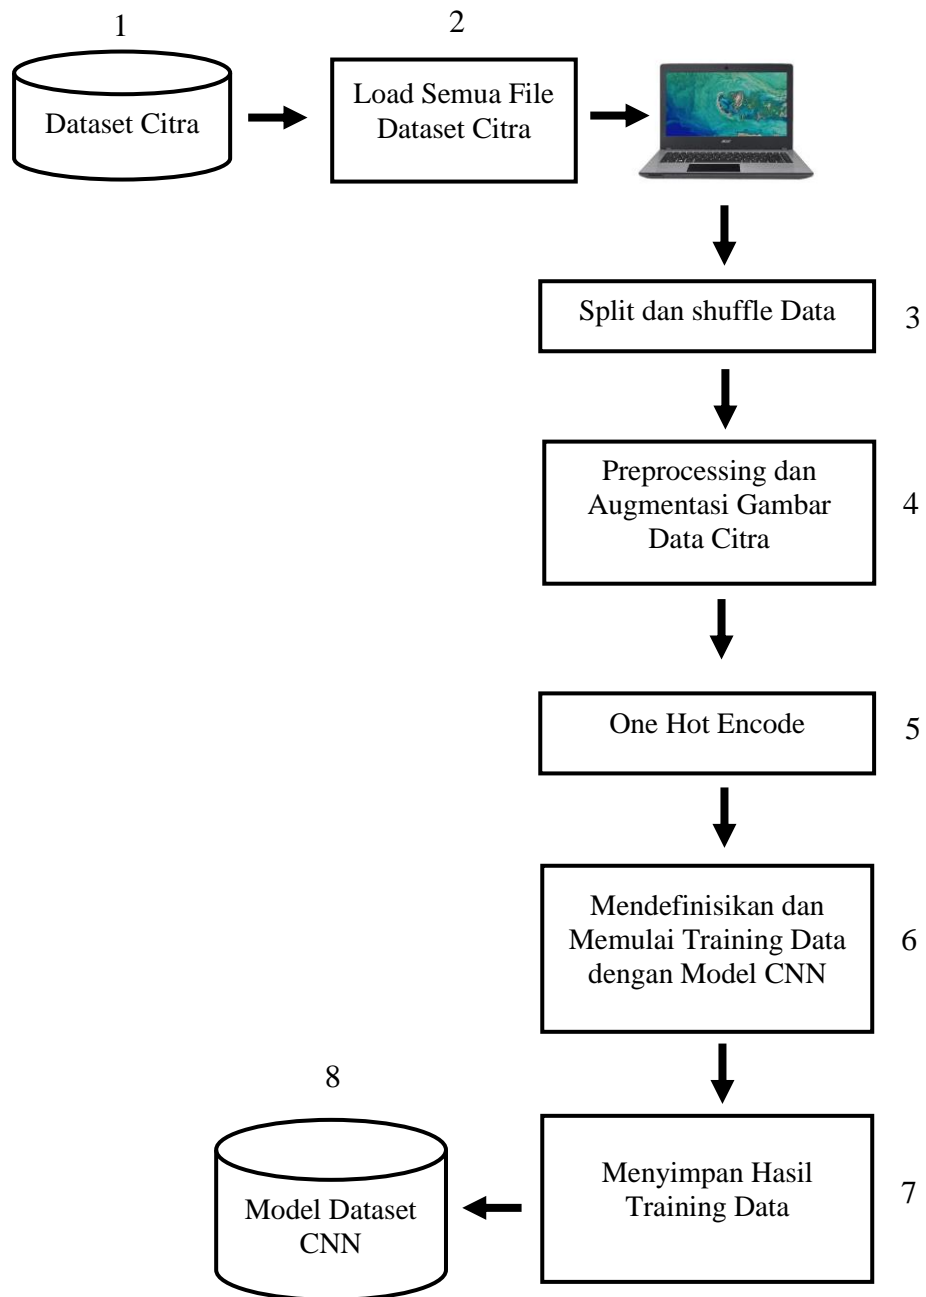 1
Dataset Citra
2
Load Semua File
Dataset Citra
Split dan shuffle Data
3
Preprocessing dan
Augmentasi Gambar
Data Citra
4
One Hot Encode
5
Mendefinisikan dan
Memulai Training Data
dengan Model CNN
6
Menyimpan Hasil
Training Data
7
8
Model Dataset
CNN